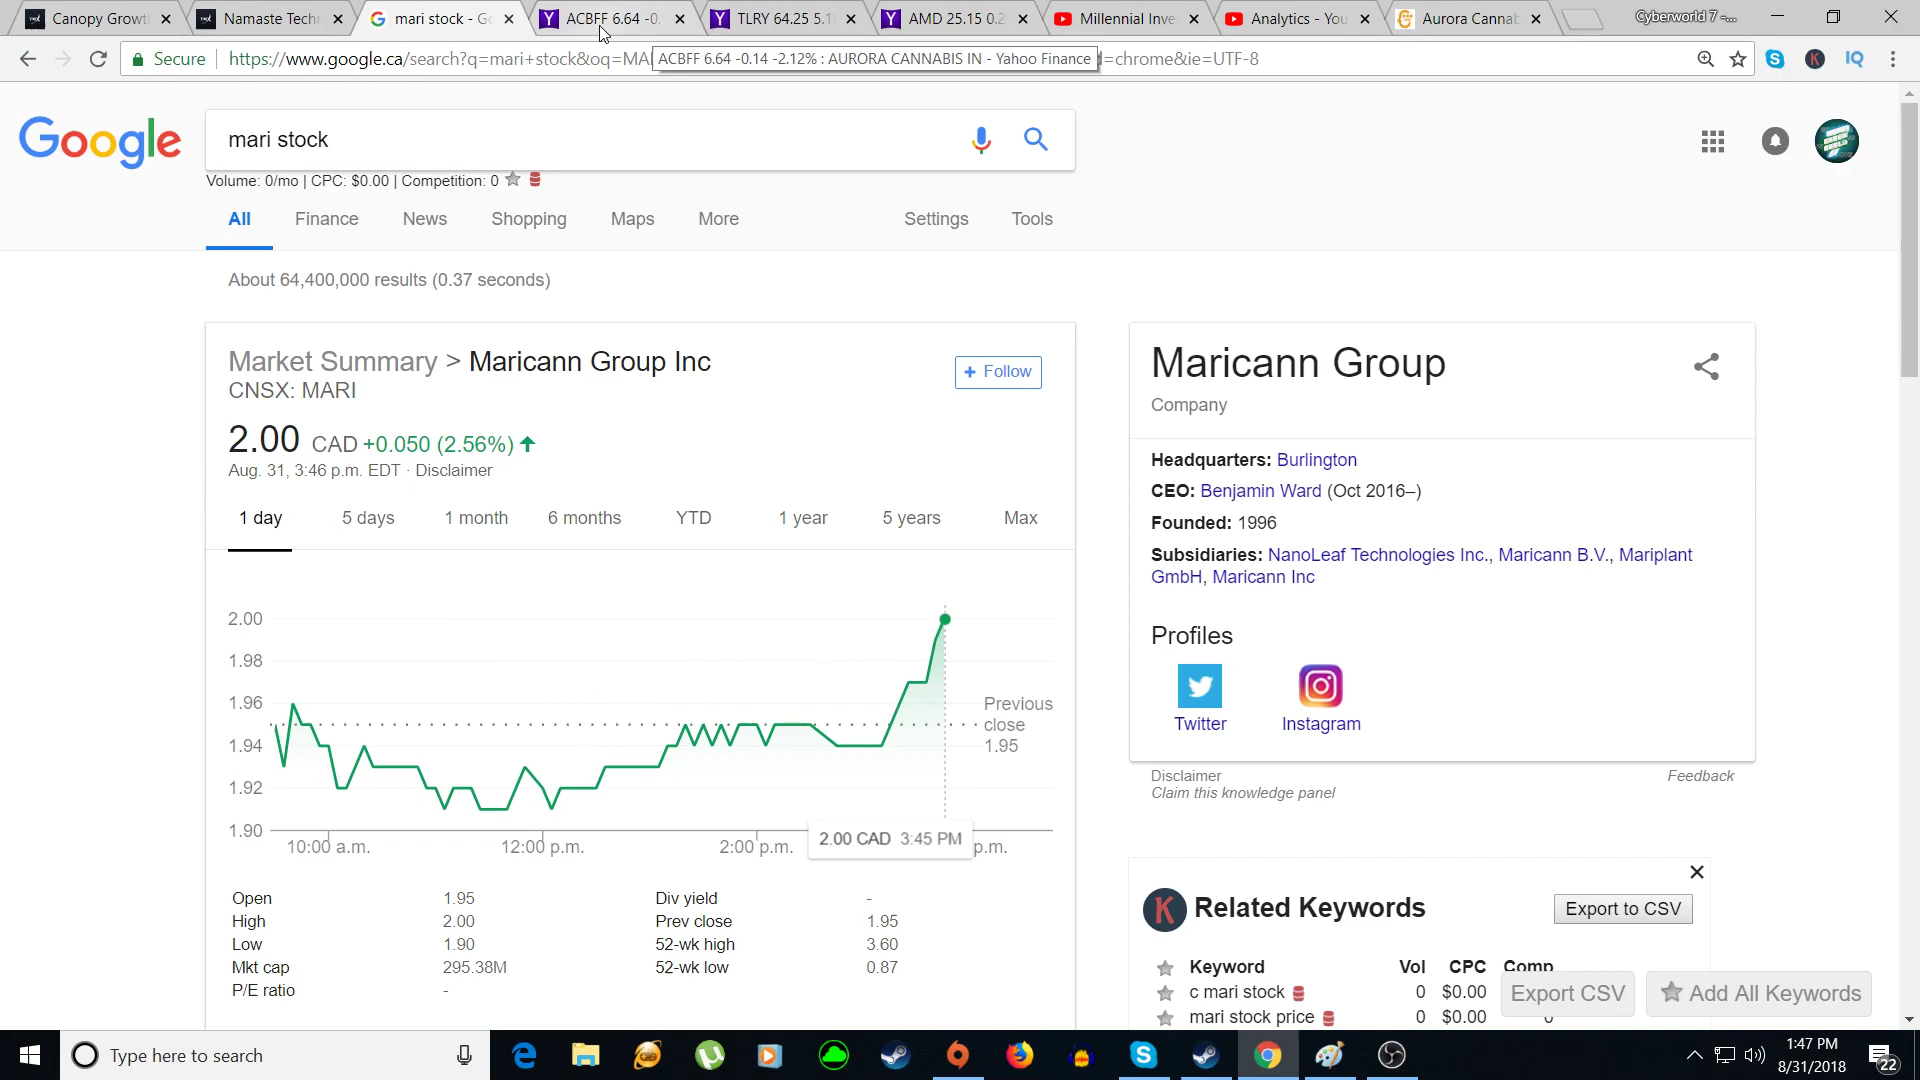 Canopy Growt
Namaste Techn
mari stock - Go
ACBFF 6.64 -0.
TLRY 64.25 5.1
AMD 25.15 0.2
Millennial Inve
Analytics - You
Aurora Cannab
Cyberworld 7 -...
Secure
https://www.google.ca/search?q=mari+stock&oq=MA
ACBFF 6.64 -0.14 -2.12% : AURORA CANNABIS IN - Yahoo Finance
=chrome&ie=UTF-8
IQ
Google
mari stock
Volume: 0/mo | CPC: $0.00 | Competition: 0
All
Finance
News
Shopping
Maps
More
Settings
Tools
About 64,400,000 results (0.37 seconds)
Market Summary > Maricann Group Inc
CNSX: MARI
+ Follow
2.00 CAD +0.050 (2.56%)
Aug. 31, 3:46 p.m. EDT · Disclaimer
1 day
5 days
1 month
6 months
YTD
1 year
5 years
Max
2.00
1.98
1.96
1.94
1.92
1.90
Previous
close
1.95
10:00 a.m.
12:00 p.m.
2:00 p.m.
p.m.
2.00 CAD 3:45 PM
Open 1.95
High 2.00
Low 1.90
Mkt cap 295.38M
P/E ratio -
Div yield -
Prev close 1.95
52-wk high 3.60
52-wk low 0.87
Maricann Group
Company
Headquarters: Burlington
CEO: Benjamin Ward (Oct 2016–)
Founded: 1996
Subsidiaries: NanoLeaf Technologies Inc., Maricann B.V., Mariplant
GmbH, Maricann Inc
Profiles
Twitter
Instagram
Disclaimer
Feedback
Claim this knowledge panel
K
Related Keywords
Export to CSV
Keyword Vol CPC Comp
c mari stock 0 $0.00
mari stock price 0 $0.00
Export CSV
Add All Keywords
Type here to search
1:47 PM
8/31/2018
22